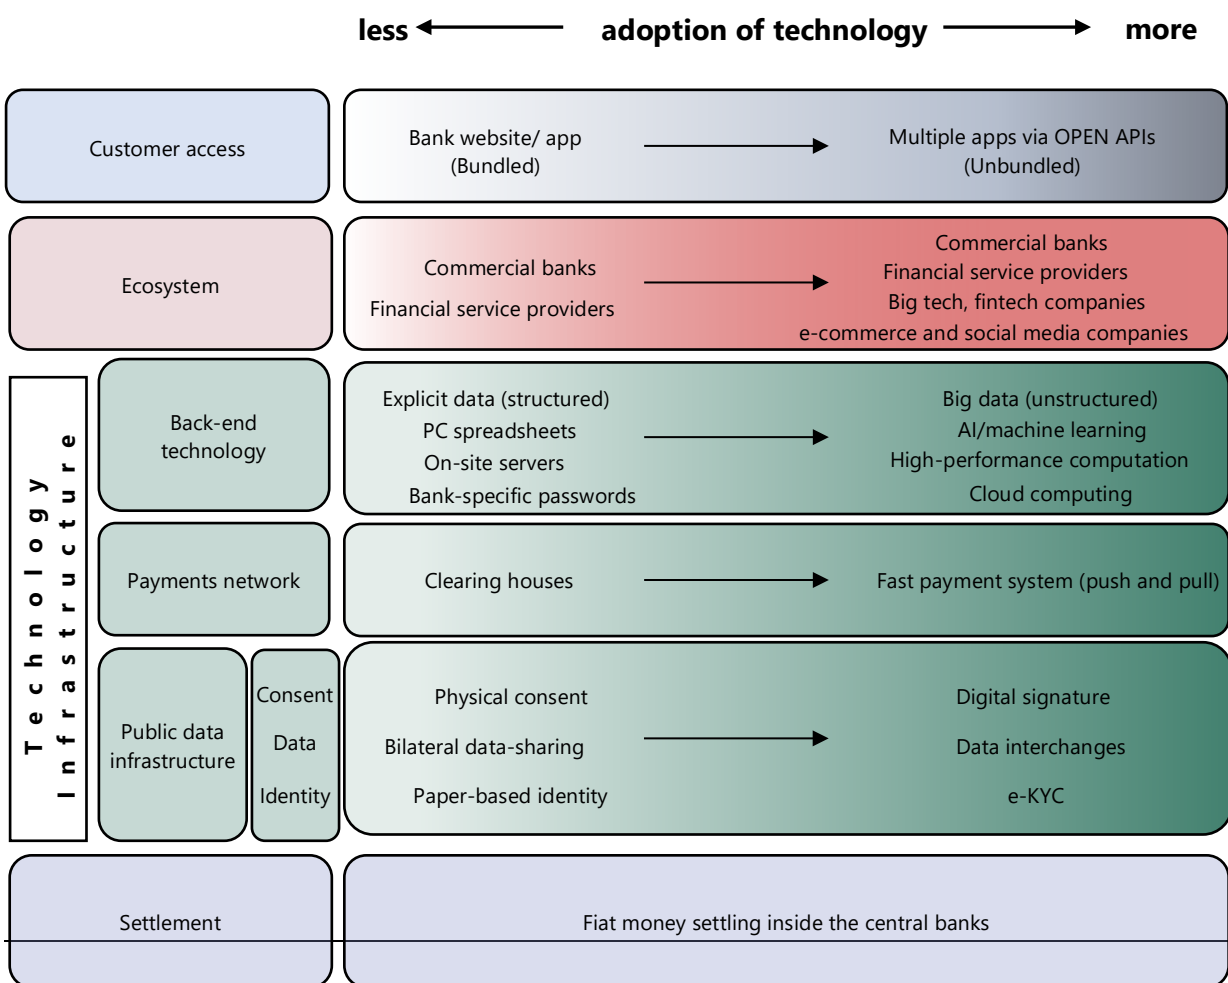 less adoption of technology more
Customer access
Bank website/ app
(Bundled)
Multiple apps via OPEN APIs
(Unbundled)
Ecosystem
Commercial banks
Financial service providers
Commercial banks
Financial service providers
Big tech, fintech companies
e-commerce and social media companies
Technology
Infrastructure
Back-end
technology
Explicit data (structured)
PC spreadsheets
On-site servers
Bank-specific passwords
Big data (unstructured)
AI/machine learning
High-performance computation
Cloud computing
Payments network
Clearing houses
Fast payment system (push and pull)
Public data
infrastructure
Consent
Data
Identity
Physical consent
Bilateral data-sharing
Paper-based identity
Digital signature
Data interchanges
e-KYC
Settlement
Fiat money settling inside the central banks